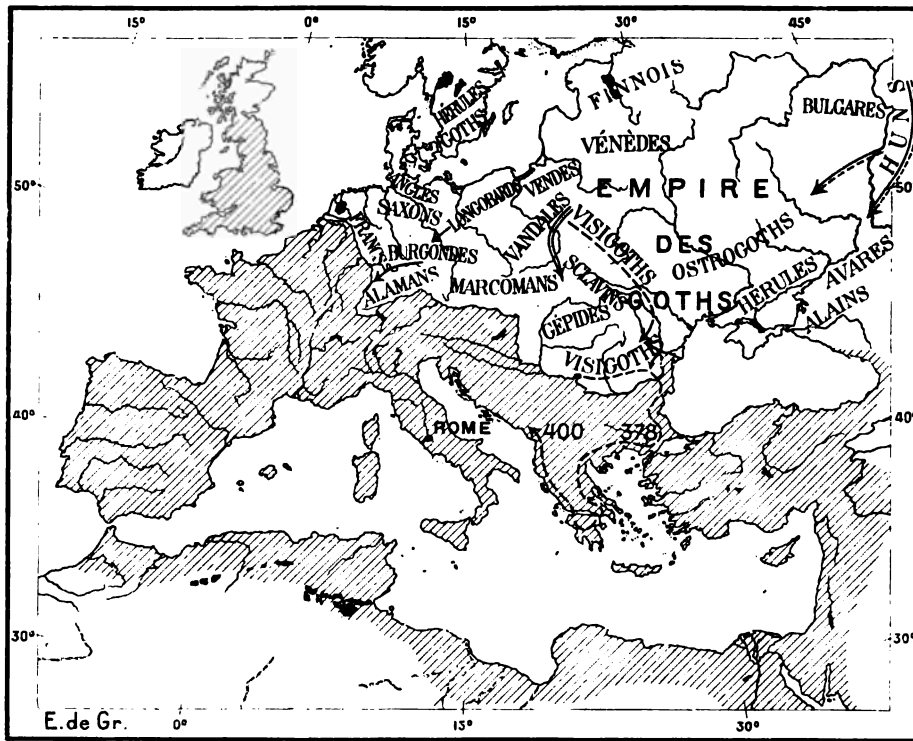 15° 0° 15° 30° 45°
FINNOIS
BULGARES
HUNS
HÉRULES
GOTHS
VÉNÈDES
50° 50°
ANGLES
SAXONS
LONGOBARDS
VENDES
EMPIRE
FRANCS
BURGONDES
VANDALES
VISIGOTHS
DES
OSTROGOTHS
ALAMANS
MARCOMANS
SCLAVINS
GOTHS
HÉRULES
AVARES
ALAINS
GÉPIDES
VISIGOTHS
40° 40°
ROME
400
378
30° 30°
E. de Gr.
0° 15° 30°